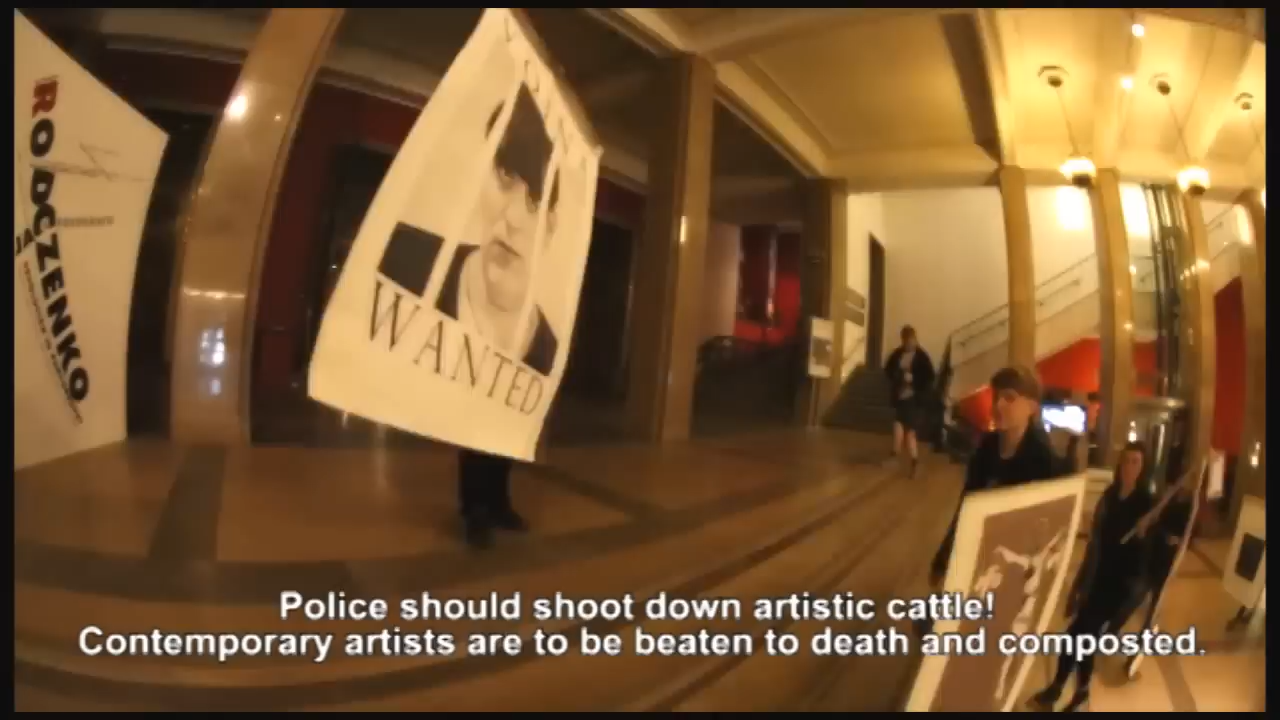 RODCZENKO
WANTED
Police should shoot down artistic cattle!
Contemporary artists are to be beaten to death and composted.